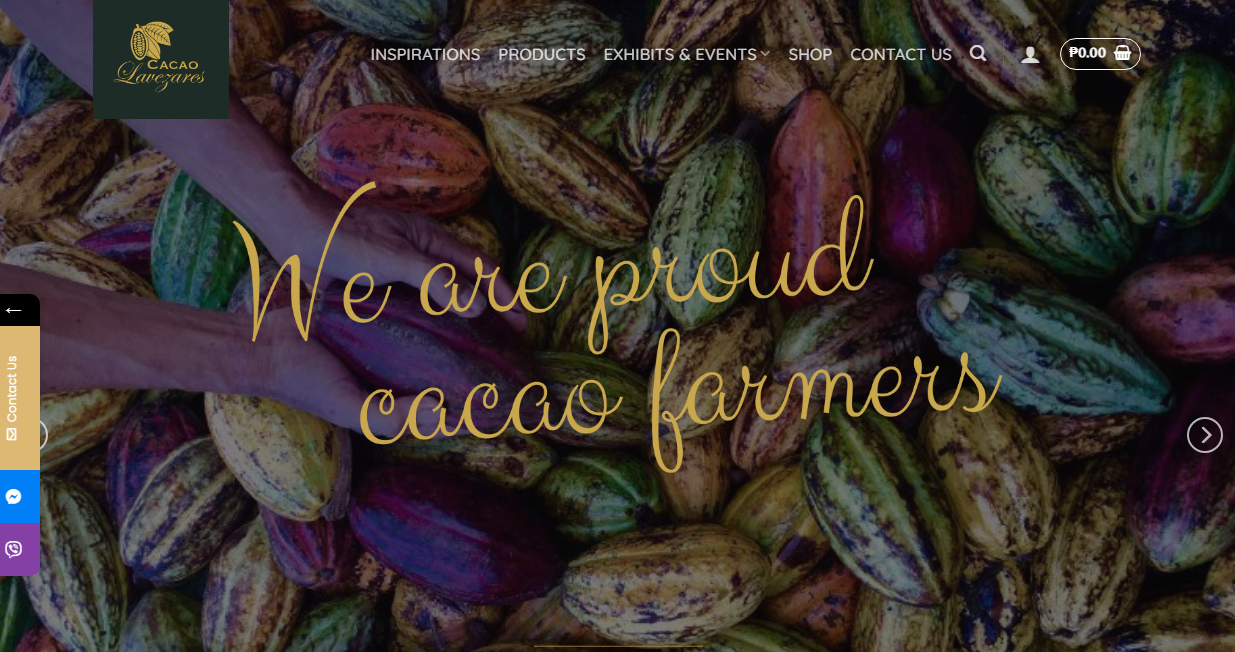 CACAO
Lavezares
INSPIRATIONS PRODUCTS EXHIBITS & EVENTS SHOP CONTACT US ₱0.00
We are proud
cacao farmers
Contact Us